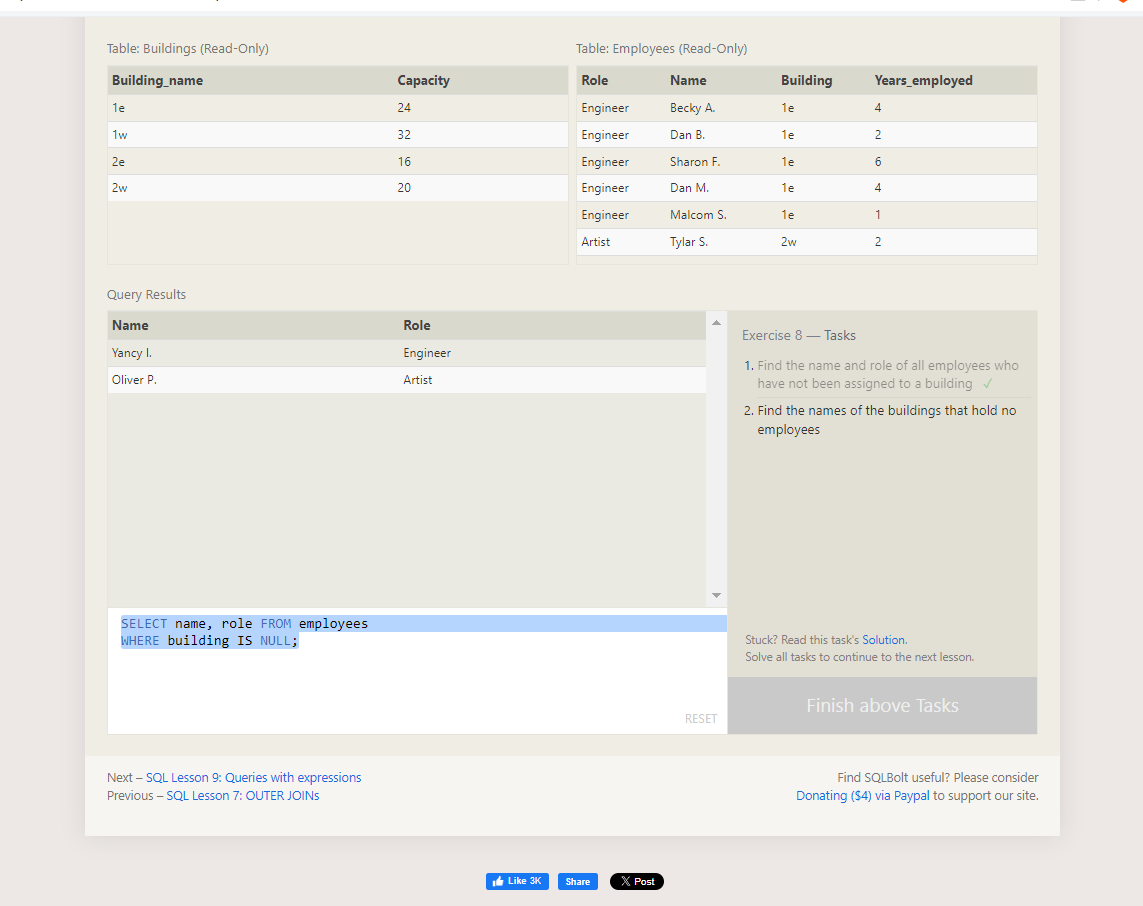 Table: Buildings (Read-Only)
Building_name Capacity
1e 24
1w 32
2e 16
2w 20
Table: Employees (Read-Only)
Role Name Building Years_employed
Engineer Becky A. 1e 4
Engineer Dan B. 1e 2
Engineer Sharon F. 1e 6
Engineer Dan M. 1e 4
Engineer Malcom S. 1e 1
Artist Tylar S. 2w 2
Query Results
Name Role
Yancy I. Engineer
Oliver P. Artist
Exercise 8 — Tasks
1. Find the name and role of all employees who
have not been assigned to a building ✓
2. Find the names of the buildings that hold no
employees
SELECT name, role FROM employees
WHERE building IS NULL;
RESET
Stuck? Read this task's Solution.
Solve all tasks to continue to the next lesson.
Finish above Tasks
Next – SQL Lesson 9: Queries with expressions
Previous – SQL Lesson 7: OUTER JOINs
Find SQLBolt useful? Please consider
Donating ($4) via Paypal to support our site.
Like 3K
Share
X Post